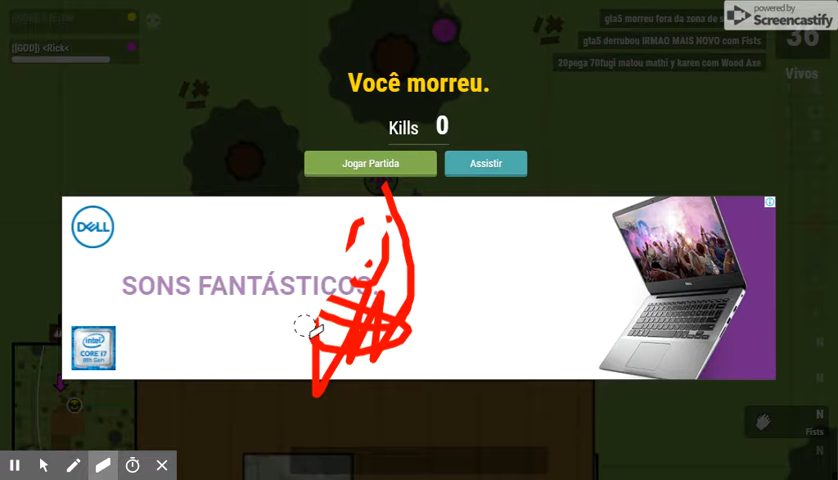 powered by
Screencastify
gta5 morreu fora da zona de s
gta5 derrubou IRMAO MAIS NOVO com Fists
20pega 70fugi matou mathi y karen com Wood Axe
36
Vivos
([GOD]) <Rick<
Você morreu.
Kills 0
Jogar Partida
Assistir
DELL
SONS FANTÁSTICOS.
intel
CORE i7
8th Gen
N
N
N
Fists
N